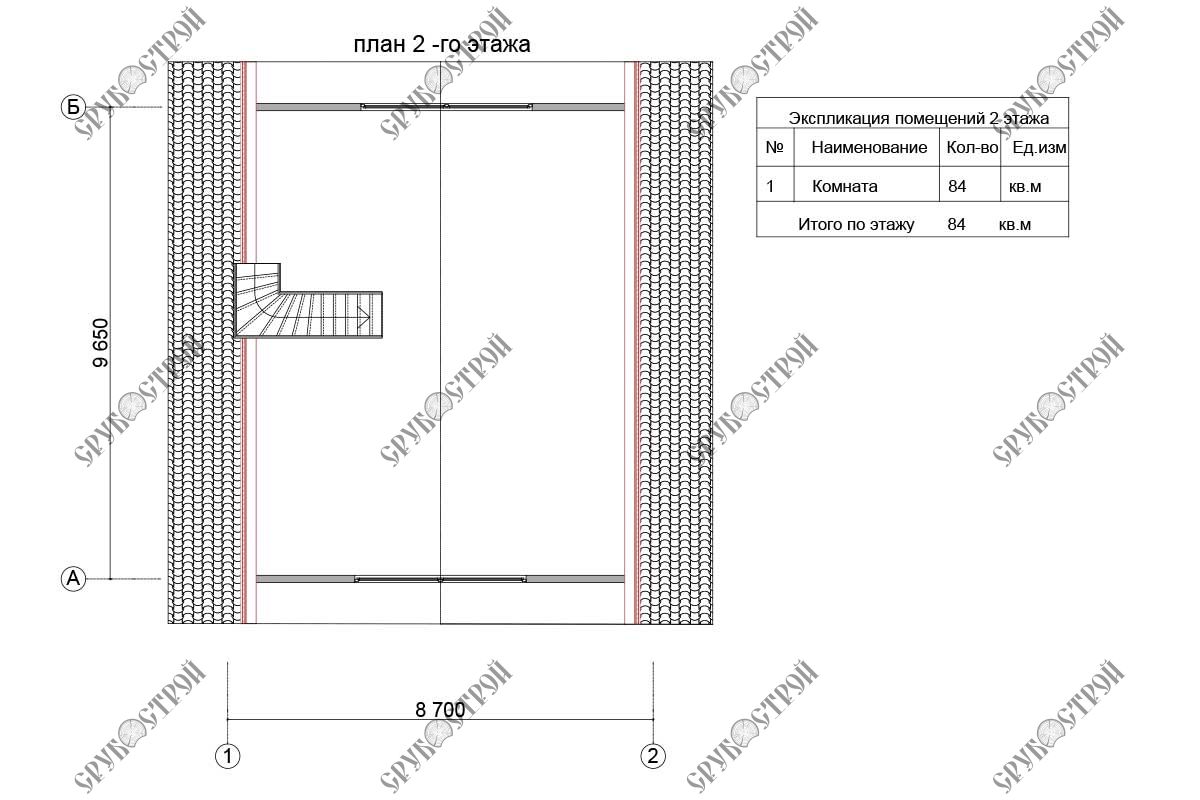 план 2 -го этажа
Б
Экспликация помещений 2 этажа
№ Наименование Кол-во Ед.изм
1 Комната 84 кв.м
Итого по этажу 84 кв.м
9 650
А
8 700
1 2
СРУБОСТРОЙ
СРУБОСТРОЙ
СРУБОСТРОЙ
СРУБОСТРОЙ
СРУБОСТРОЙ
СРУБОСТРОЙ
СРУБОСТРОЙ
СРУБОСТРОЙ
СРУБОСТРОЙ
СРУБОСТРОЙ
СРУБОСТРОЙ
СРУБОСТРОЙ